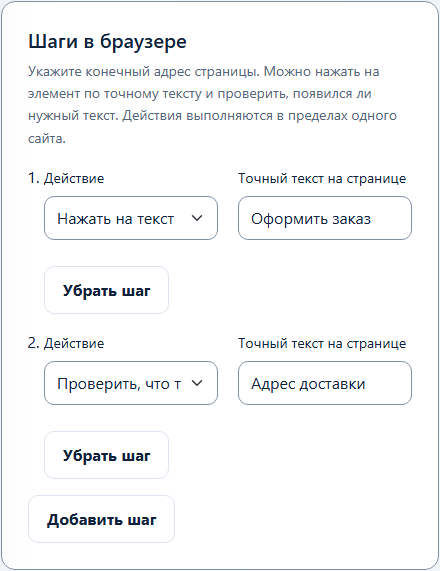 Шаги в браузере
Укажите конечный адрес страницы. Можно нажать на
элемент по точному тексту и проверить, появился ли
нужный текст. Действия выполняются в пределах одного
сайта.
1. Действие
Точный текст на странице
Нажать на текст
Оформить заказ
Убрать шаг
2. Действие
Точный текст на странице
Проверить, что т
Адрес доставки
Убрать шаг
Добавить шаг